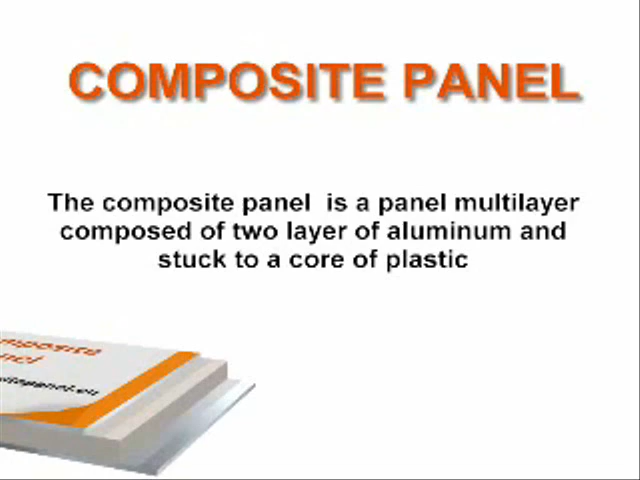 COMPOSITE PANEL
The composite panel  is a panel multilayer
composed of two layer of aluminum and
stuck to a core of plastic